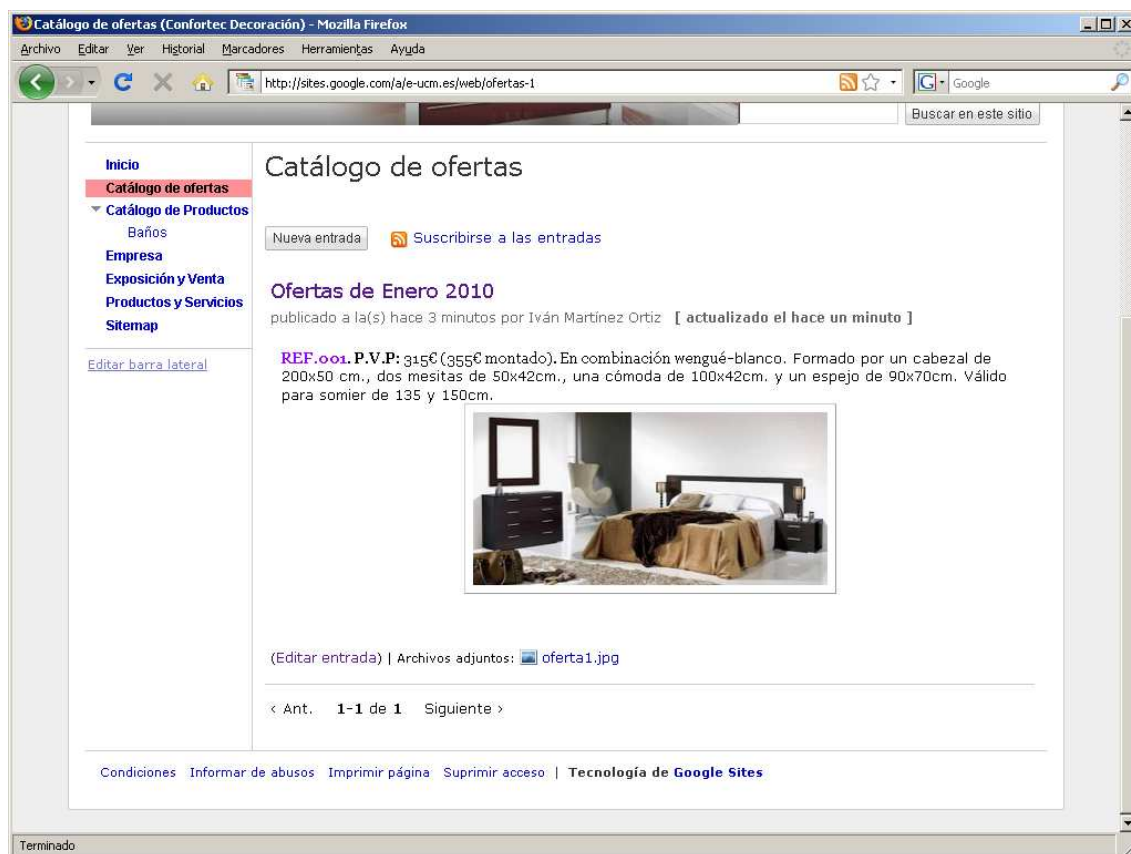 Catálogo de ofertas (Confortec Decoración) - Mozilla Firefox
Archivo Editar Ver Historial Marcadores Herramientas Ayuda
http://sites.google.com/a/e-ucm.es/web/ofertas-1
Google
Buscar en este sitio
Inicio
Catálogo de ofertas
Catálogo de Productos
Baños
Empresa
Exposición y Venta
Productos y Servicios
Sitemap
Editar barra lateral
Catálogo de ofertas
Nueva entrada Suscribirse a las entradas
Ofertas de Enero 2010
publicado a la(s) hace 3 minutos por Iván Martínez Ortiz [ actualizado el hace un minuto ]
REF.001. P.V.P: 315€ (355€ montado). En combinación wengué-blanco. Formado por un cabezal de
200x50 cm., dos mesitas de 50x42cm., una cómoda de 100x42cm. y un espejo de 90x70cm. Válido
para somier de 135 y 150cm.
(Editar entrada) | Archivos adjuntos: oferta1.jpg
‹ Ant. 1-1 de 1 Siguiente ›
Condiciones Informar de abusos Imprimir página Suprimir acceso | Tecnología de Google Sites
Terminado